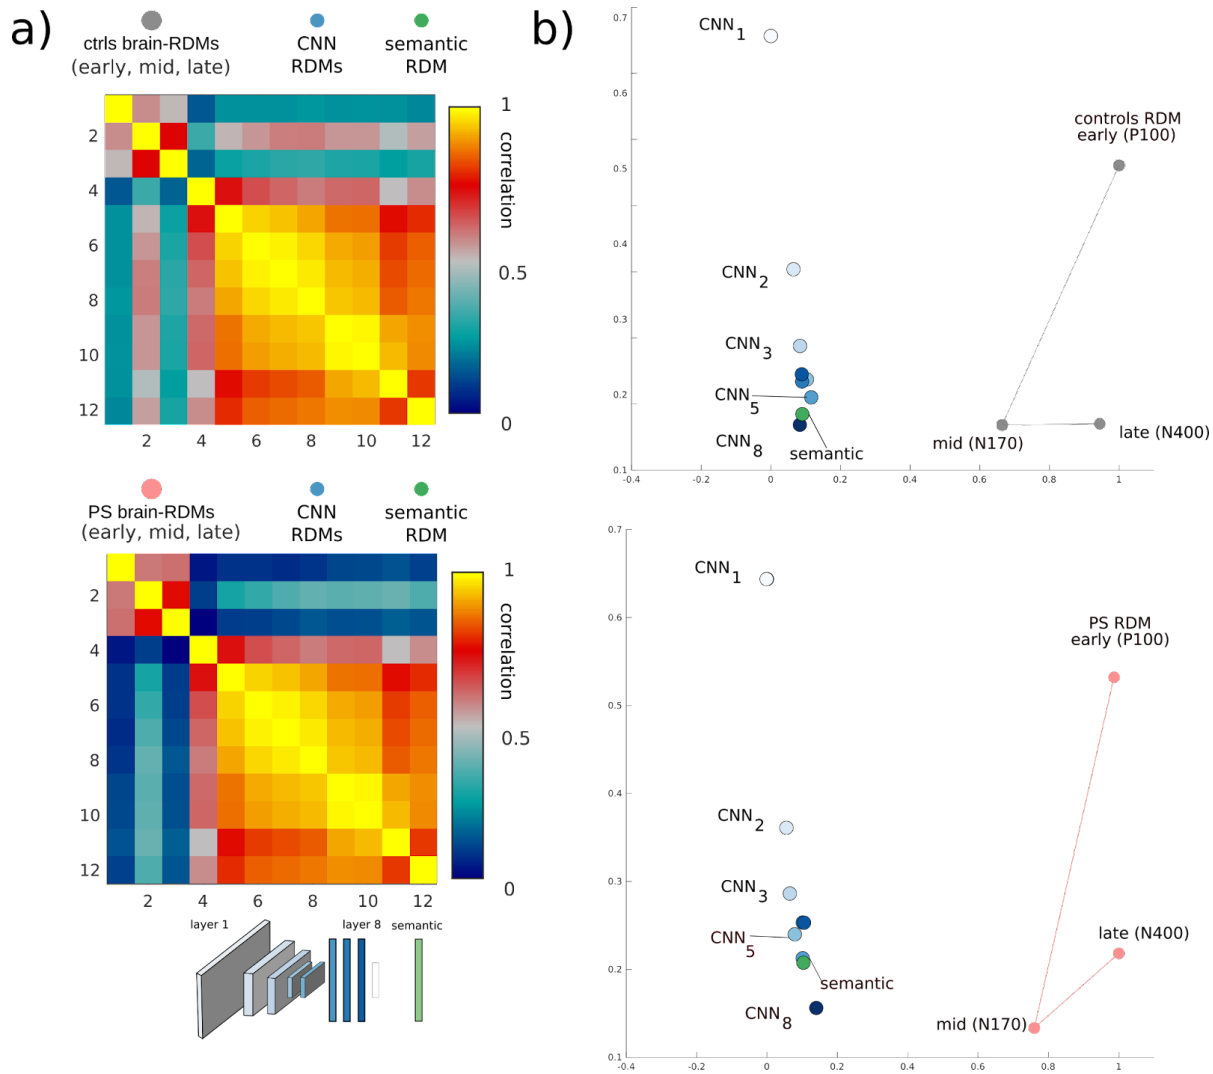 a)
ctrls brain-RDMs
(early, mid, late)
CNN
RDMs
semantic
RDM
2
4
6
8
10
12
2 4 6 8 10 12
1
0.5
0
correlation
PS brain-RDMs
(early, mid, late)
CNN
RDMs
semantic
RDM
2
4
6
8
10
12
2 4 6 8 10 12
1
0.5
0
correlation
layer 1
layer 8
semantic
b)
0.7
0.6
0.5
0.4
0.3
0.2
0.1
-0.4 -0.2 0 0.2 0.4 0.6 0.8 1
CNN1
controls RDM
early (P100)
CNN2
CNN3
CNN5
CNN8
semantic
mid (N170)
late (N400)
0.7
0.6
0.5
0.4
0.3
0.2
0.1
-0.4 -0.2 0 0.2 0.4 0.6 0.8 1
CNN1
PS RDM
early (P100)
CNN2
CNN3
CNN5
semantic
CNN8
late (N400)
mid (N170)